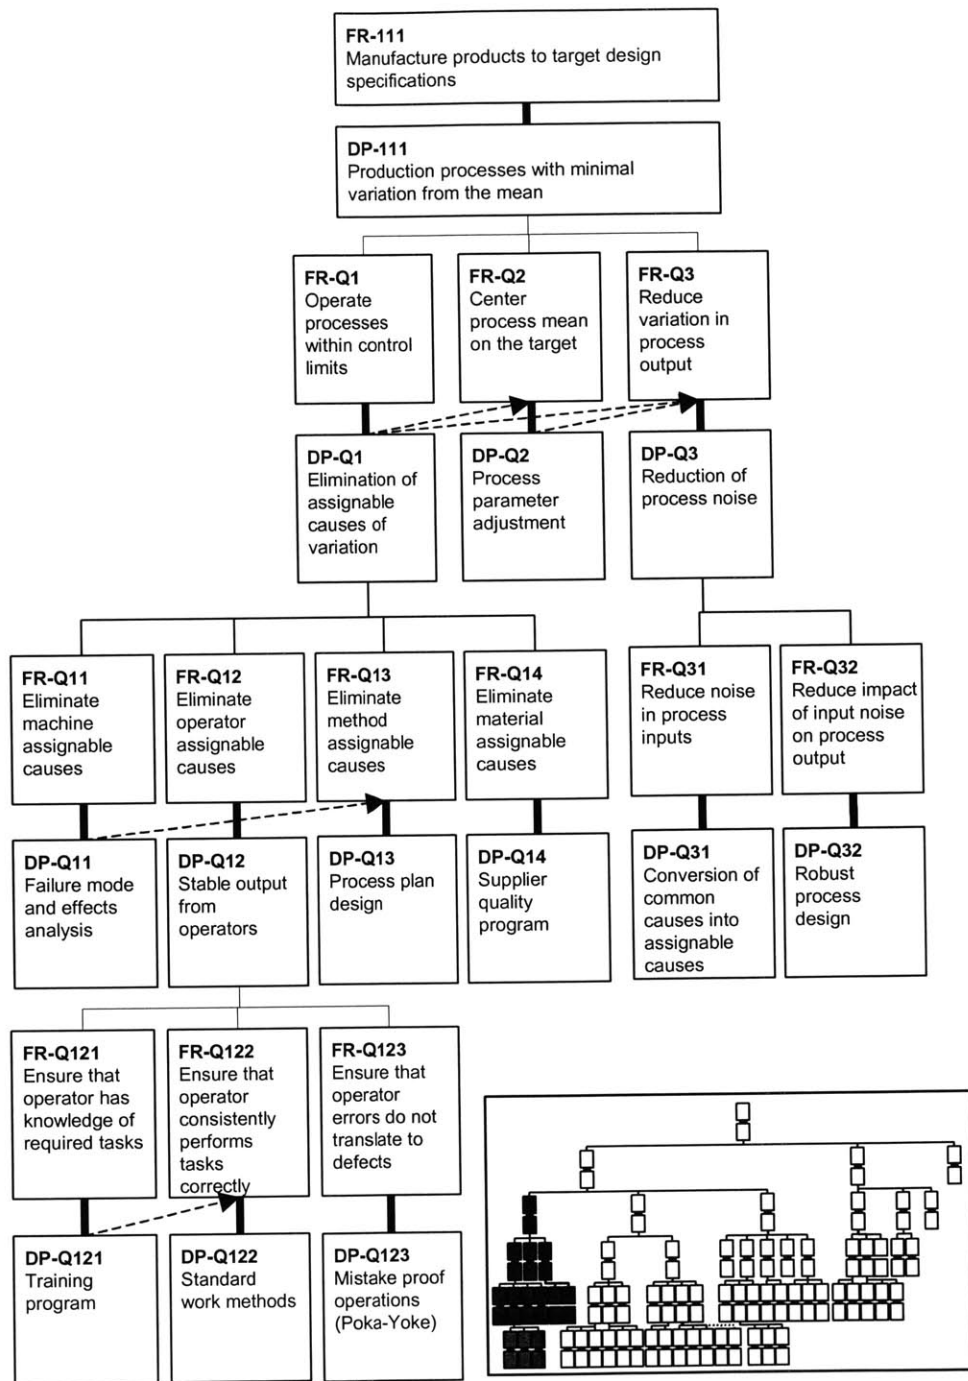 FR-111
Manufacture products to target design
specifications
DP-111
Production processes with minimal
variation from the mean
FR-Q1
Operate
processes
within control
limits
FR-Q2
Center
process mean
on the target
FR-Q3
Reduce
variation in
process
output
DP-Q1
Elimination of
assignable
causes of
variation
DP-Q2
Process
parameter
adjustment
DP-Q3
Reduction of
process noise
FR-Q11
Eliminate
machine
assignable
causes
FR-Q12
Eliminate
operator
assignable
causes
FR-Q13
Eliminate
method
assignable
causes
FR-Q14
Eliminate
material
assignable
causes
FR-Q31
Reduce noise
in process
inputs
FR-Q32
Reduce impact
of input noise
on process
output
DP-Q11
Failure mode
and effects
analysis
DP-Q12
Stable output
from
operators
DP-Q13
Process plan
design
DP-Q14
Supplier
quality
program
DP-Q31
Conversion of
common
causes into
assignable
causes
DP-Q32
Robust
process
design
FR-Q121
Ensure that
operator has
knowledge of
required tasks
FR-Q122
Ensure that
operator
consistently
performs
tasks
correctly
FR-Q123
Ensure that
operator
errors do not
translate to
defects
DP-Q121
Training
program
DP-Q122
Standard
work methods
DP-Q123
Mistake proof
operations
(Poka-Yoke)